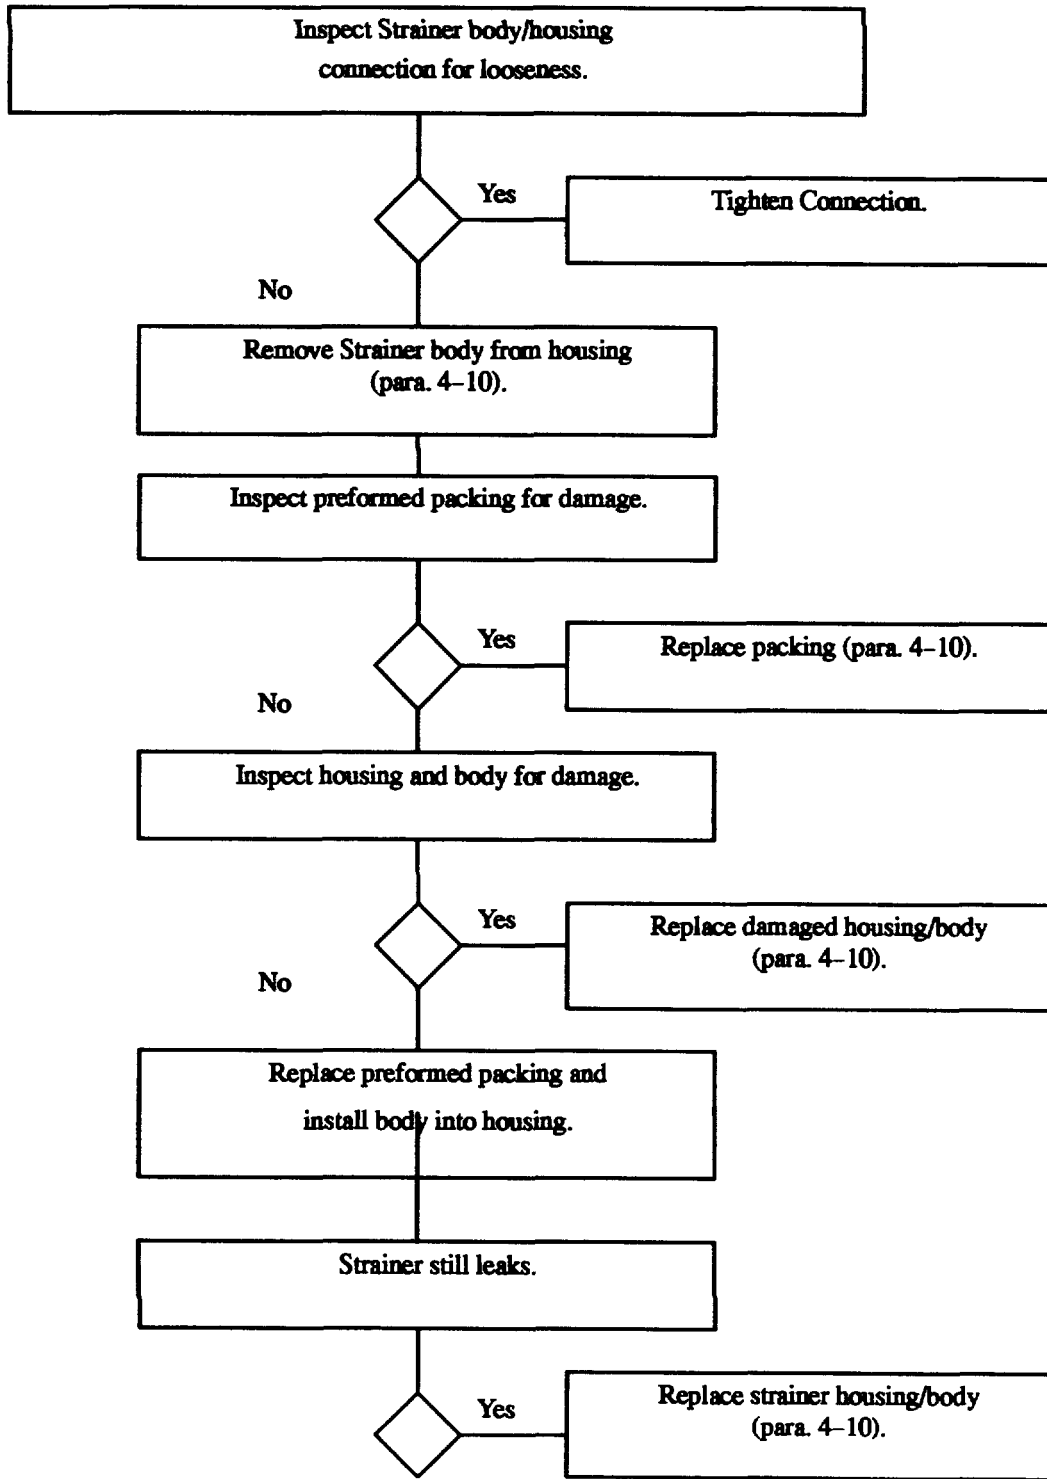 Inspect Strainer body/housing
connection for looseness.
Yes
Tighten Connection.
No
Remove Strainer body from housing
(para. 4–10).
Inspect preformed packing for damage.
Yes
Replace packing (para. 4–10).
No
Inspect housing and body for damage.
Yes
Replace damaged housing/body
(para. 4–10).
No
Replace preformed packing and
install body into housing.
Strainer still leaks.
Yes
Replace strainer housing/body
(para. 4–10).